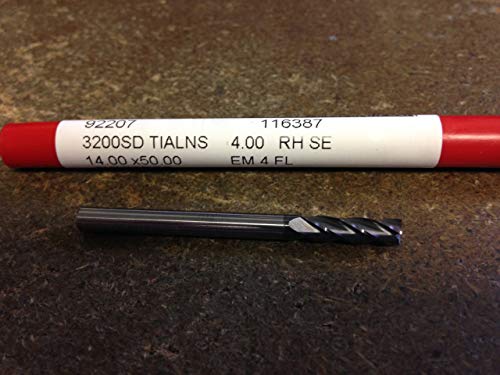 92207 116387
3200SD TIALNS 4.00 RH SE
14.00 x50.00 EM 4 FL